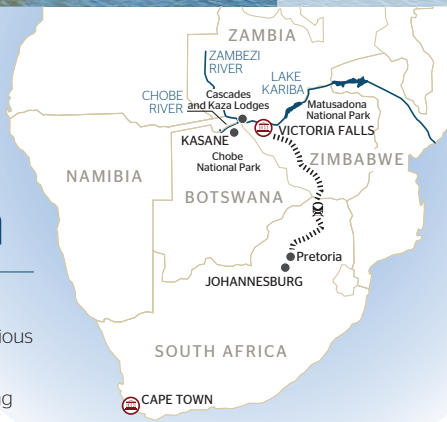 ZAMBIA
ZAMBEZI
RIVER
LAKE
KARIBA
CHOBE
RIVER
Cascades
and Kaza Lodges
Matusadona
National Park
VICTORIA FALLS
KASANE
Chobe
National Park
ZIMBABWE
NAMIBIA
BOTSWANA
Pretoria
JOHANNESBURG
ious
SOUTH AFRICA
ng
CAPE TOWN